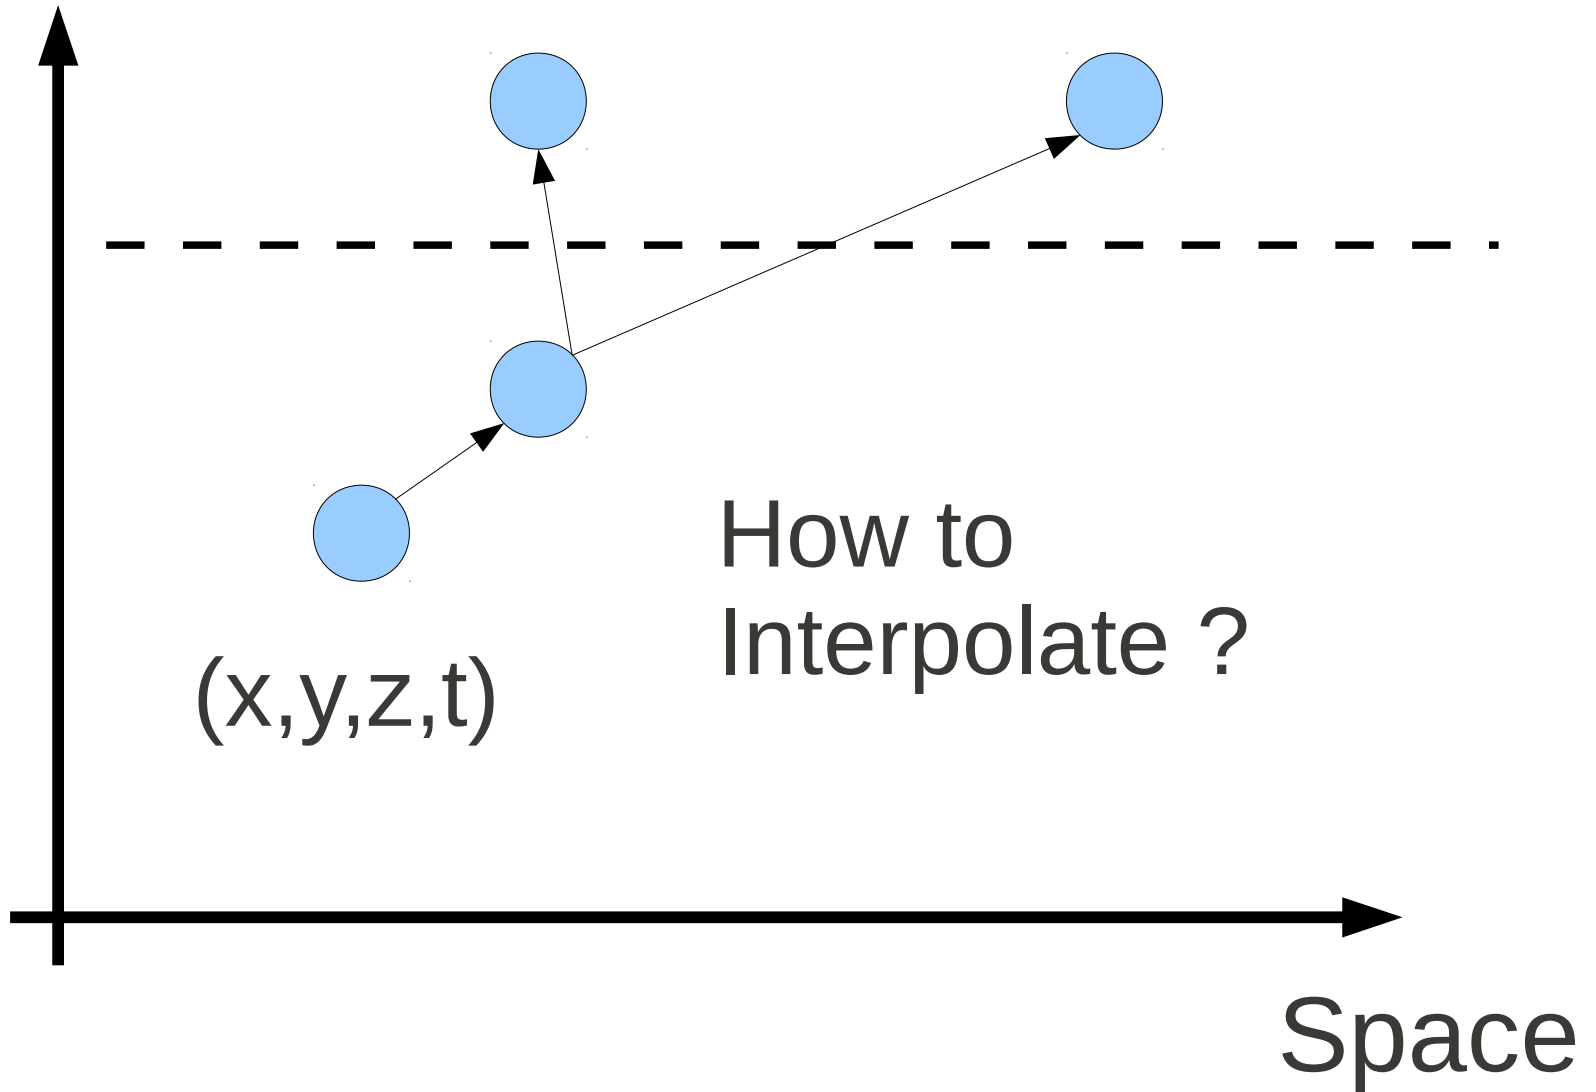 How to
Interpolate ?
(x,y,z,t)
Space